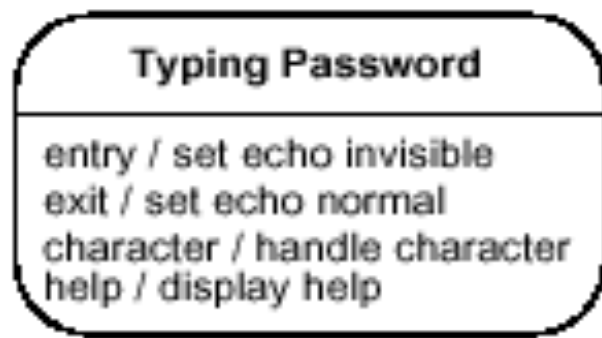 Typing Password
entry / set echo invisible
exit / set echo normal
character / handle character
help / display help